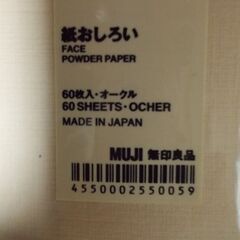 紙おしろい
FACE
POWDER PAPER
60枚入・オークル
60 SHEETS・OCHER
MADE IN JAPAN
MUJI 無印良品
4550002550059